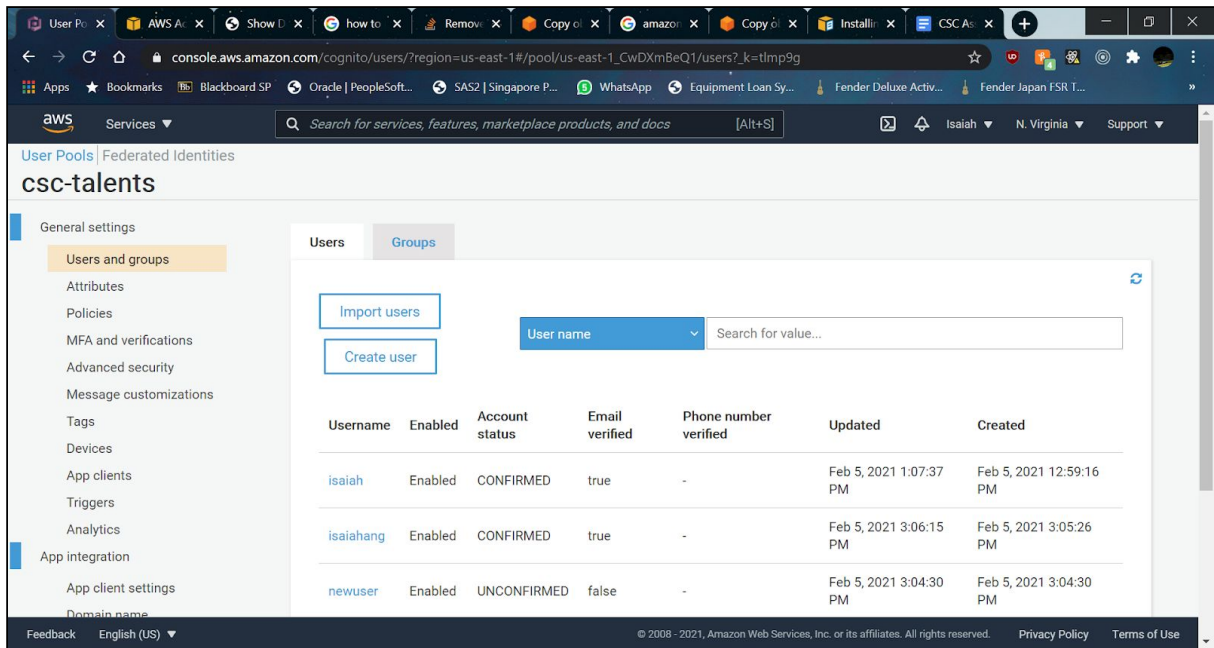 User Po
AWS Ac
Show D
how to
Remove
Copy of
amazon
Copy of
Installin
CSC As
console.aws.amazon.com/cognito/users/?region=us-east-1#/pool/us-east-1_CwDXmBeQ1/users?_k=tlmp9g
Apps
Bookmarks
Bb
Blackboard SP
Oracle | PeopleSoft...
SAS2 | Singapore P...
WhatsApp
Equipment Loan Sy...
Fender Deluxe Activ...
Fender Japan FSR T...
»
aws
Services ▼
Search for services, features, marketplace products, and docs
[Alt+S]
Isaiah ▼
N. Virginia ▼
Support ▼
User Pools | Federated Identities
csc-talents
General settings
Users and groups
Attributes
Policies
MFA and verifications
Advanced security
Message customizations
Tags
Devices
App clients
Triggers
Analytics
App integration
App client settings
Domain name
Users
Groups
Import users
Create user
User name
Search for value...
Username Enabled Account status Email verified Phone number verified Updated Created
isaiah Enabled CONFIRMED true - Feb 5, 2021 1:07:37 PM Feb 5, 2021 12:59:16 PM
isaiahang Enabled CONFIRMED true - Feb 5, 2021 3:06:15 PM Feb 5, 2021 3:05:26 PM
newuser Enabled UNCONFIRMED false - Feb 5, 2021 3:04:30 PM Feb 5, 2021 3:04:30 PM
Feedback
English (US) ▼
© 2008 - 2021, Amazon Web Services, Inc. or its affiliates. All rights reserved.
Privacy Policy
Terms of Use